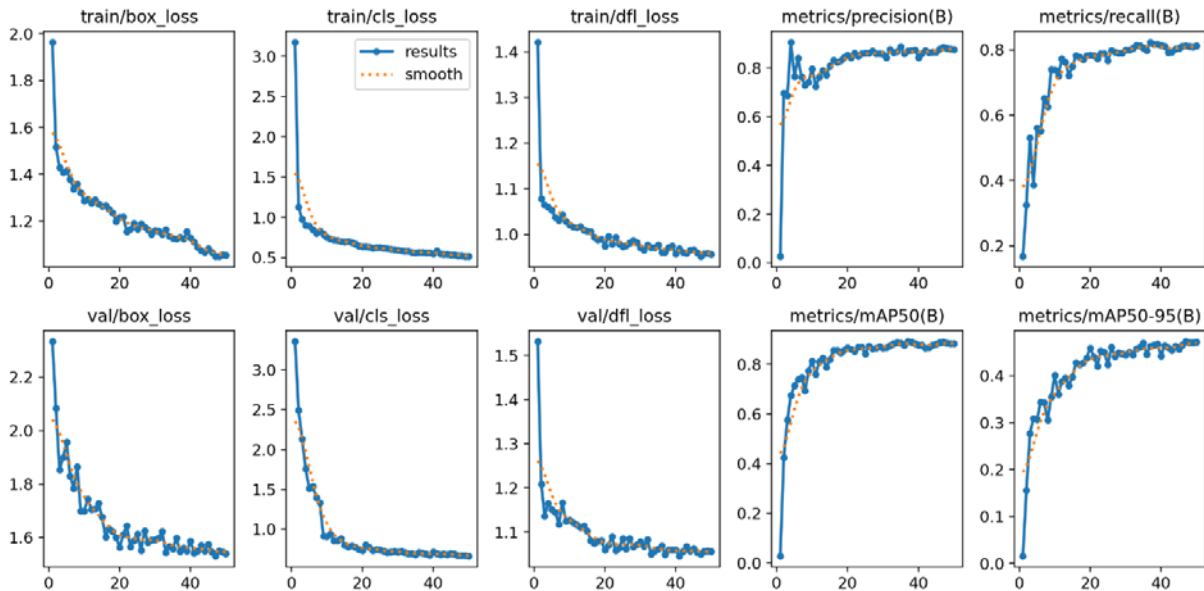 train/box_loss
train/cls_loss
train/dfl_loss
metrics/precision(B)
metrics/recall(B)
2.0
1.8
1.6
1.4
1.2
0 20 40
3.0
2.5
2.0
1.5
1.0
0.5
0 20 40
results
smooth
1.4
1.3
1.2
1.1
1.0
0 20 40
0.8
0.6
0.4
0.2
0.0
0 20 40
0.8
0.6
0.4
0.2
0 20 40
val/box_loss
val/cls_loss
val/dfl_loss
metrics/mAP50(B)
metrics/mAP50-95(B)
2.2
2.0
1.8
1.6
0 20 40
3.0
2.5
2.0
1.5
1.0
0 20 40
1.5
1.4
1.3
1.2
1.1
0 20 40
0.8
0.6
0.4
0.2
0.0
0 20 40
0.4
0.3
0.2
0.1
0.0
0 20 40